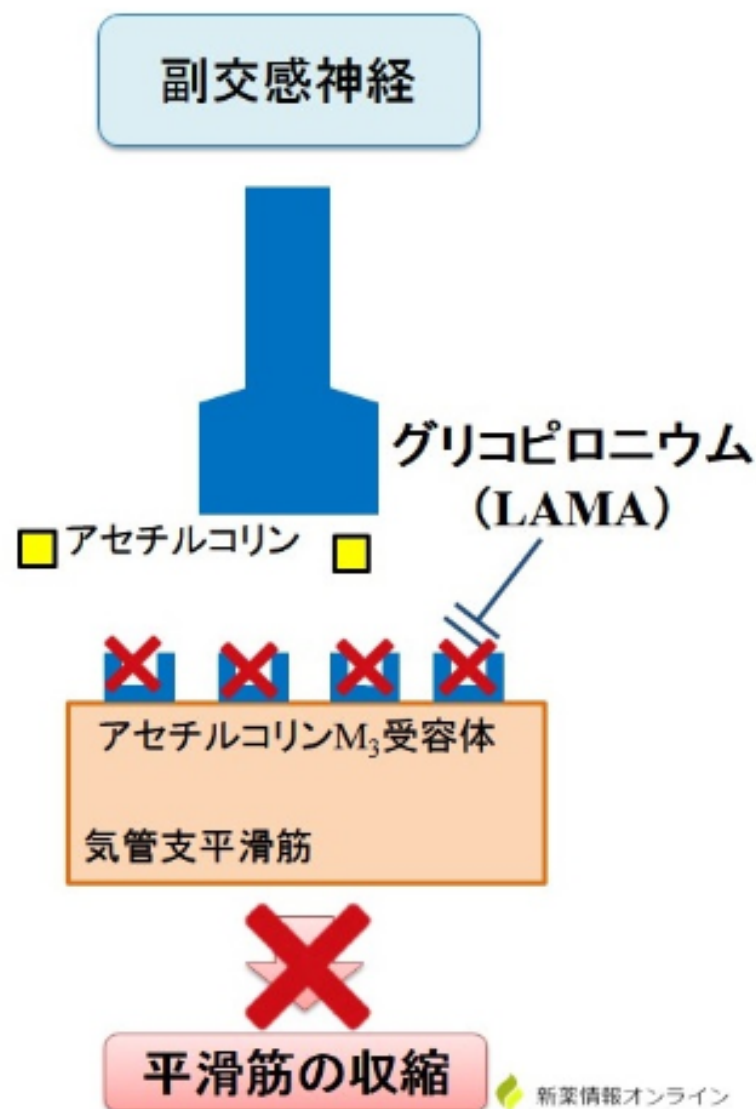 副交感神経
グリコピロニウム
（LAMA）
アセチルコリン
アセチルコリンM₃受容体
気管支平滑筋
平滑筋の収縮
新薬情報オンライン